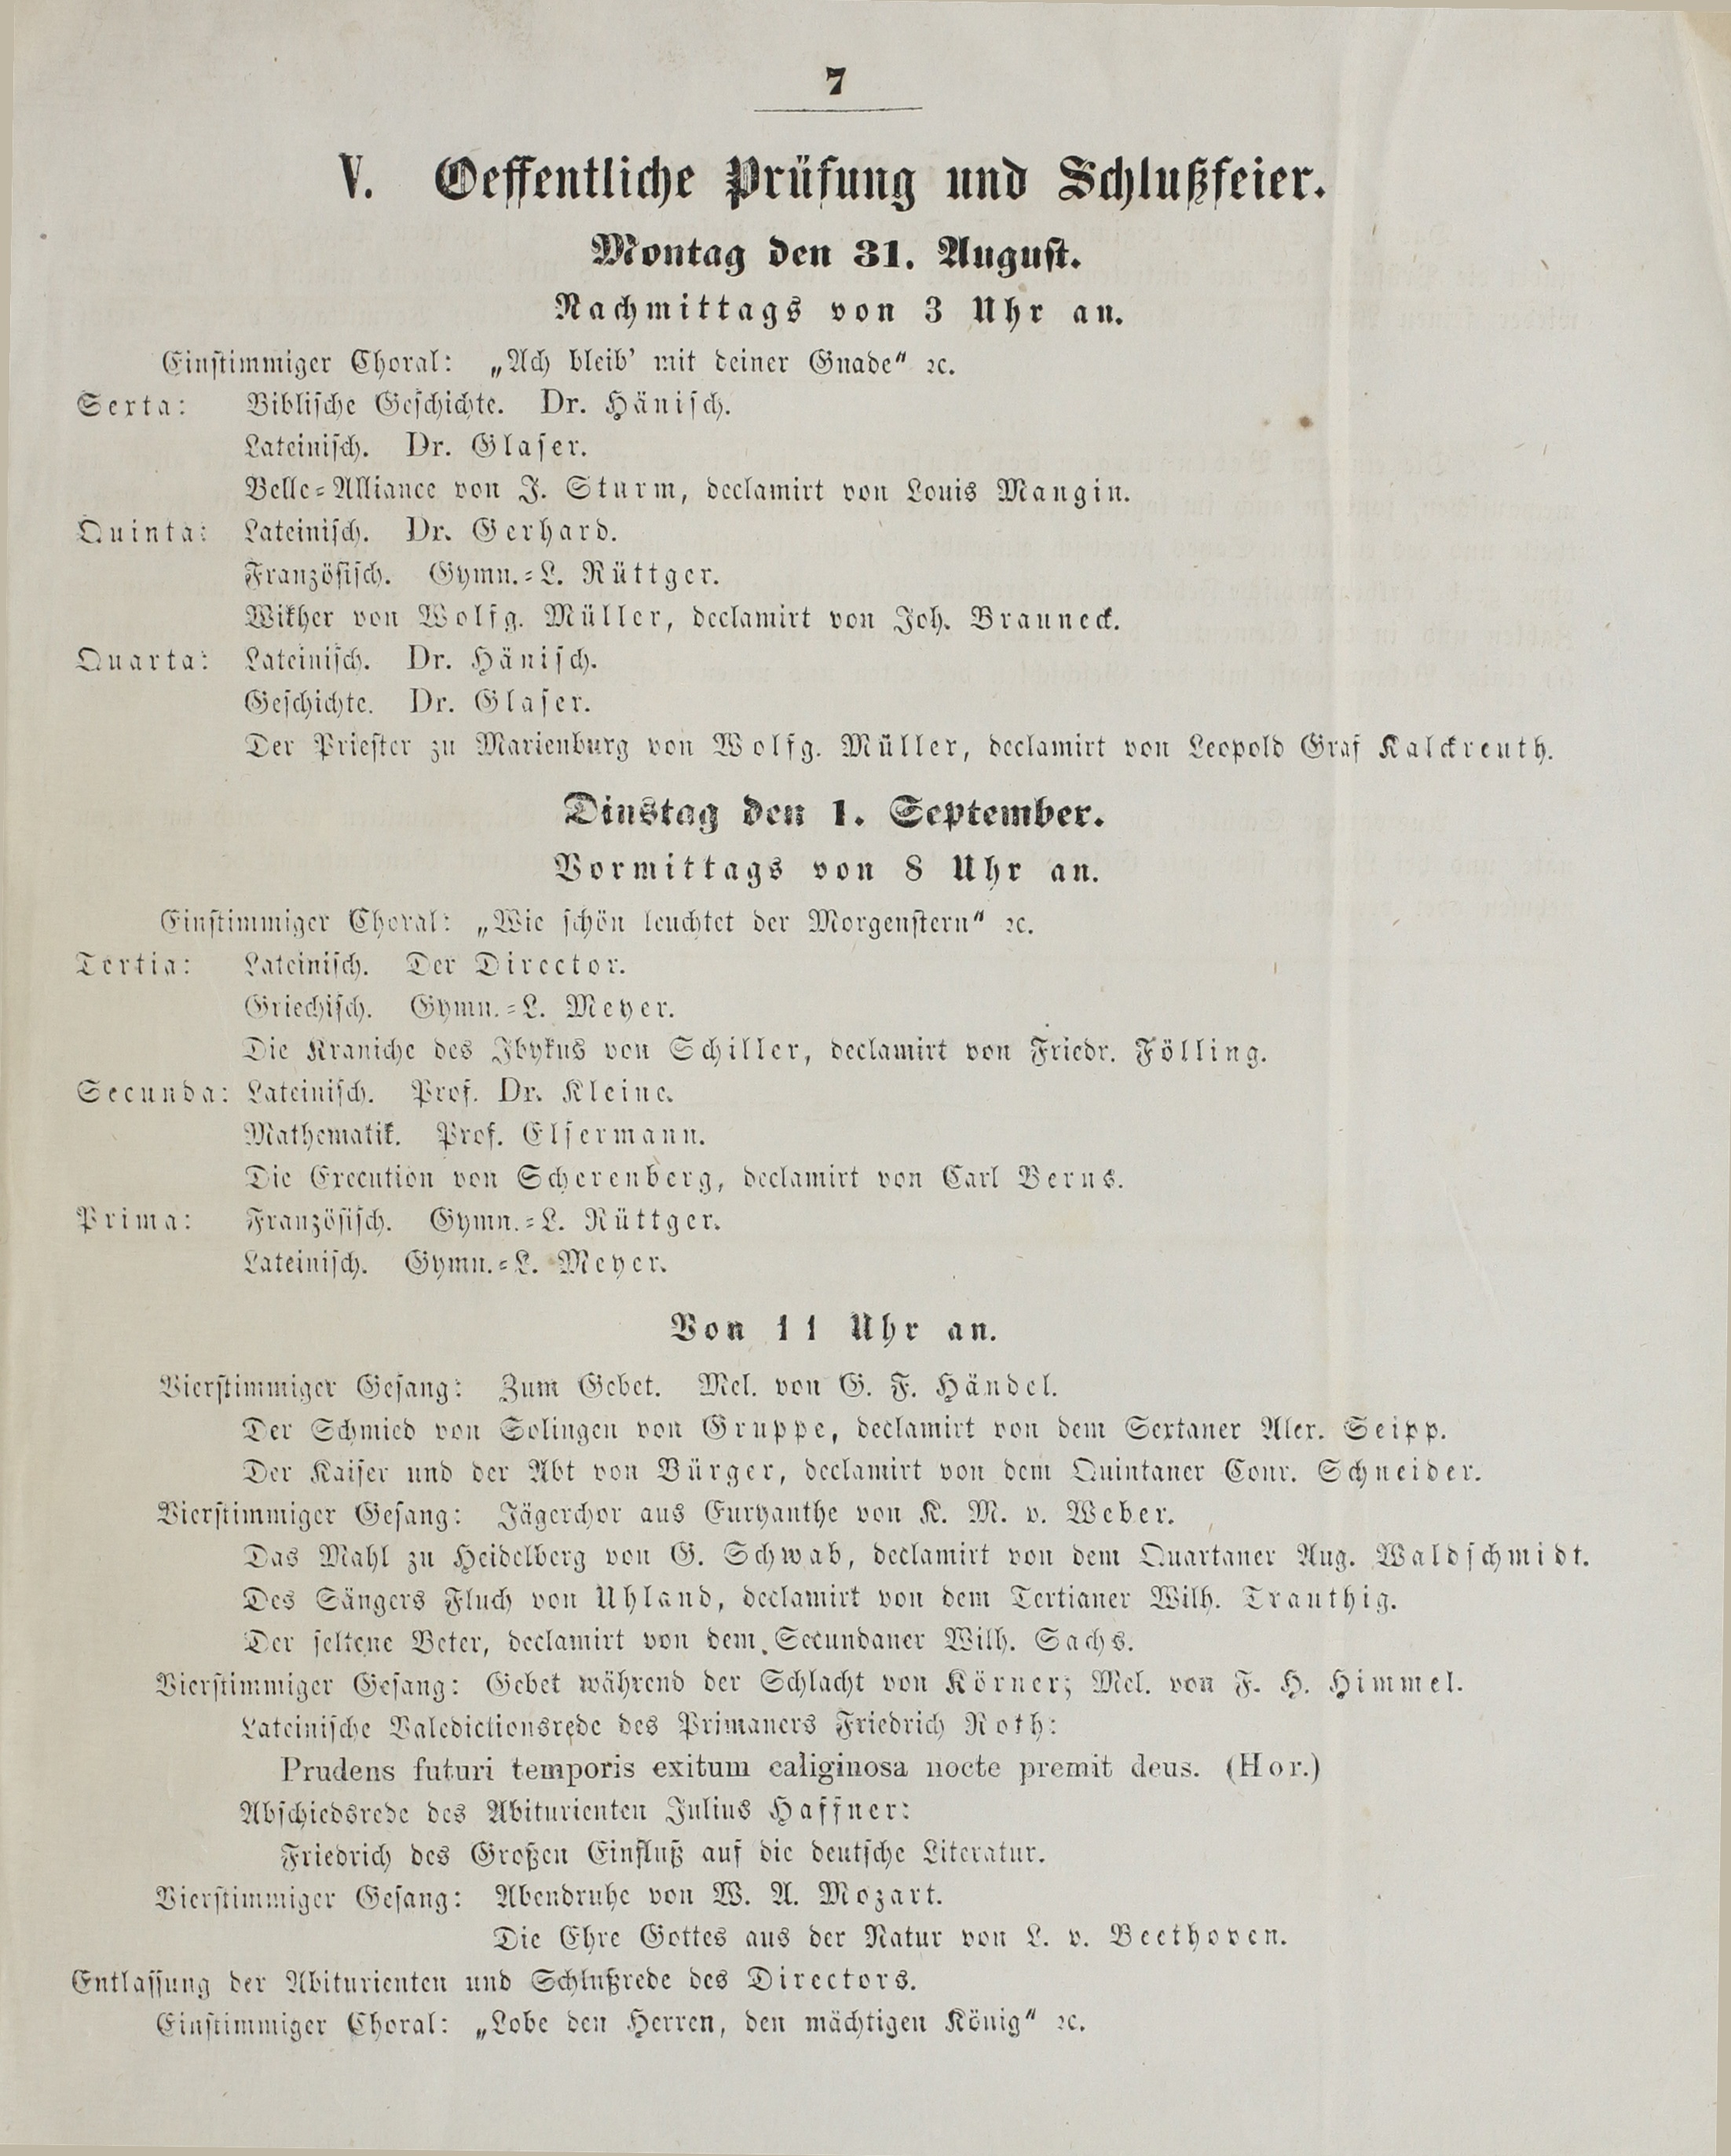 7
V. Oeffentliche Prüfung und Schlußfeier.
Montag den 31. August.
Nachmittags von 3 Uhr an.
Einstimmiger Choral: „Ach bleib' mit deiner Gnade“ ꝛc.
Sexta: Biblische Geschichte. Dr. Hänisch.
Lateinisch. Dr. Glaser.
Belle-Alliance von J. Sturm, declamirt von Louis Mangin.
Quinta: Lateinisch. Dr. Gerhard.
Französisch. Gymn.-L. Rüttger.
Wikher von Wolfg. Müller, declamirt von Joh. Brauneck.
Quarta: Lateinisch. Dr. Hänisch.
Geschichte. Dr. Glaser.
Der Priester zu Marienburg von Wolfg. Müller, declamirt von Leopold Graf Kalckreuth.
Dinstag den 1. September.
Vormittags von 8 Uhr an.
Einstimmiger Choral: „Wie schön leuchtet der Morgenstern“ ꝛc.
Tertia: Lateinisch. Der Director.
Griechisch. Gymn.-L. Meyer.
Die Kraniche des Ibykus von Schiller, declamirt von Friedr. Fölling.
Secunda: Lateinisch. Prof. Dr. Kleine.
Mathematik. Prof. Elsermann.
Die Execution von Scherenberg, declamirt von Carl Berns.
Prima: Französisch. Gymn.-L. Rüttger.
Lateinisch. Gymn.-L. Meyer.
Von 11 Uhr an.
Vierstimmiger Gesang: Zum Gebet. Mel. von G. F. Händel.
Der Schmied von Solingen von Gruppe, declamirt von dem Sextaner Alex. Seipp.
Der Kaiser und der Abt von Bürger, declamirt von dem Quintaner Conr. Schneider.
Vierstimmiger Gesang: Jägerchor aus Euryanthe von K. M. v. Weber.
Das Mahl zu Heidelberg von G. Schwab, declamirt von dem Quartaner Aug. Waldschmidt.
Des Sängers Fluch von Uhland, declamirt von dem Tertianer Wilh. Trauthig.
Der seltene Beter, declamirt von dem Secundaner Wilh. Sachs.
Vierstimmiger Gesang: Gebet während der Schlacht von Körner; Mel. von F. H. Himmel.
Lateinische Valedictionsrede des Primaners Friedrich Roth:
Prudens futuri temporis exitum caliginosa nocte premit deus. (Hor.)
Abschiedsrede des Abiturienten Julius Haffner:
Friedrich des Großen Einfluß auf die deutsche Literatur.
Vierstimmiger Gesang: Abendruhe von W. A. Mozart.
Die Ehre Gottes aus der Natur von L. v. Beethoven.
Entlassung der Abiturienten und Schlußrede des Directors.
Einstimmiger Choral: „Lobe den Herren, den mächtigen König“ ꝛc.